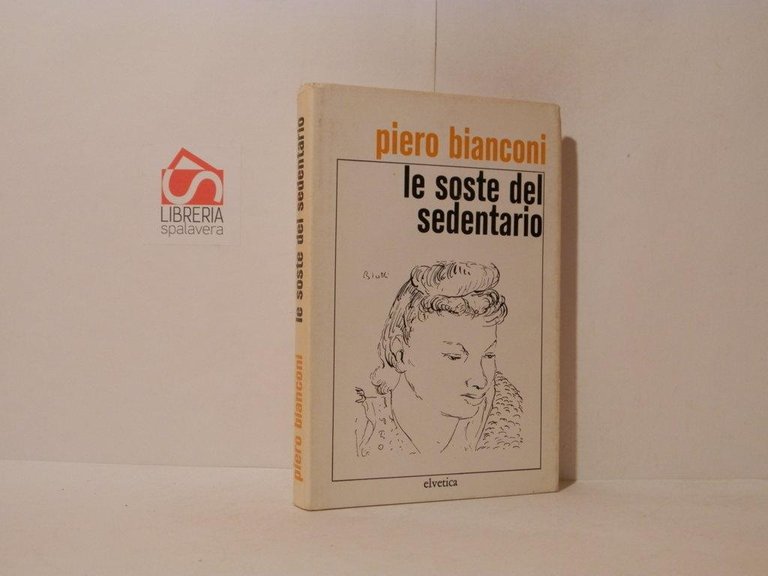 LIBRERIA
spalavera
piero bianconi
le soste del sedentario
piero bianconi
le soste del
sedentario
elvetica